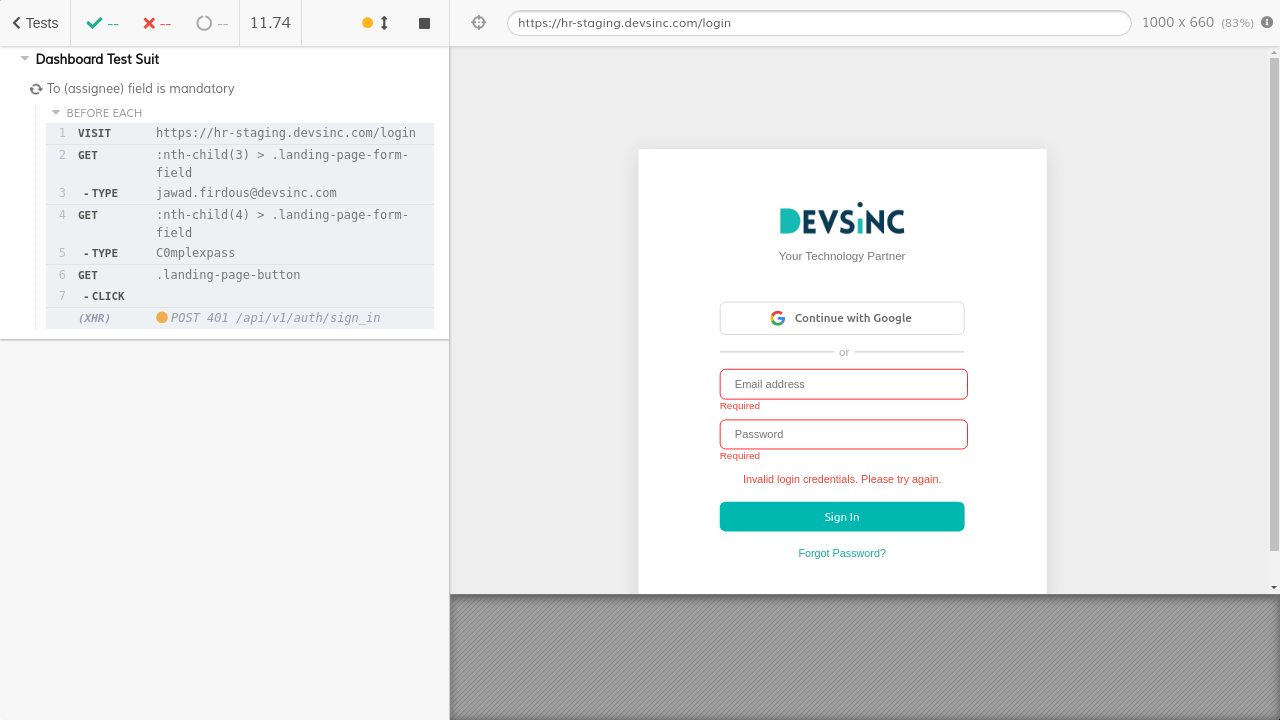 Tests
--
--
--
11.74
https://hr-staging.devsinc.com/login
1000 x 660 (83%)
Dashboard Test Suit
To (assignee) field is mandatory
BEFORE EACH
1 VISIT https://hr-staging.devsinc.com/login
2 GET :nth-child(3) > .landing-page-form-
field
3 - TYPE jawad.firdous@devsinc.com
4 GET :nth-child(4) > .landing-page-form-
field
5 - TYPE C0mplexpass
6 GET .landing-page-button
7 - CLICK
(XHR) POST 401 /api/v1/auth/sign_in
DEVSiNC
Your Technology Partner
Continue with Google
or
Email address
Required
Password
Required
Invalid login credentials. Please try again.
Sign In
Forgot Password?